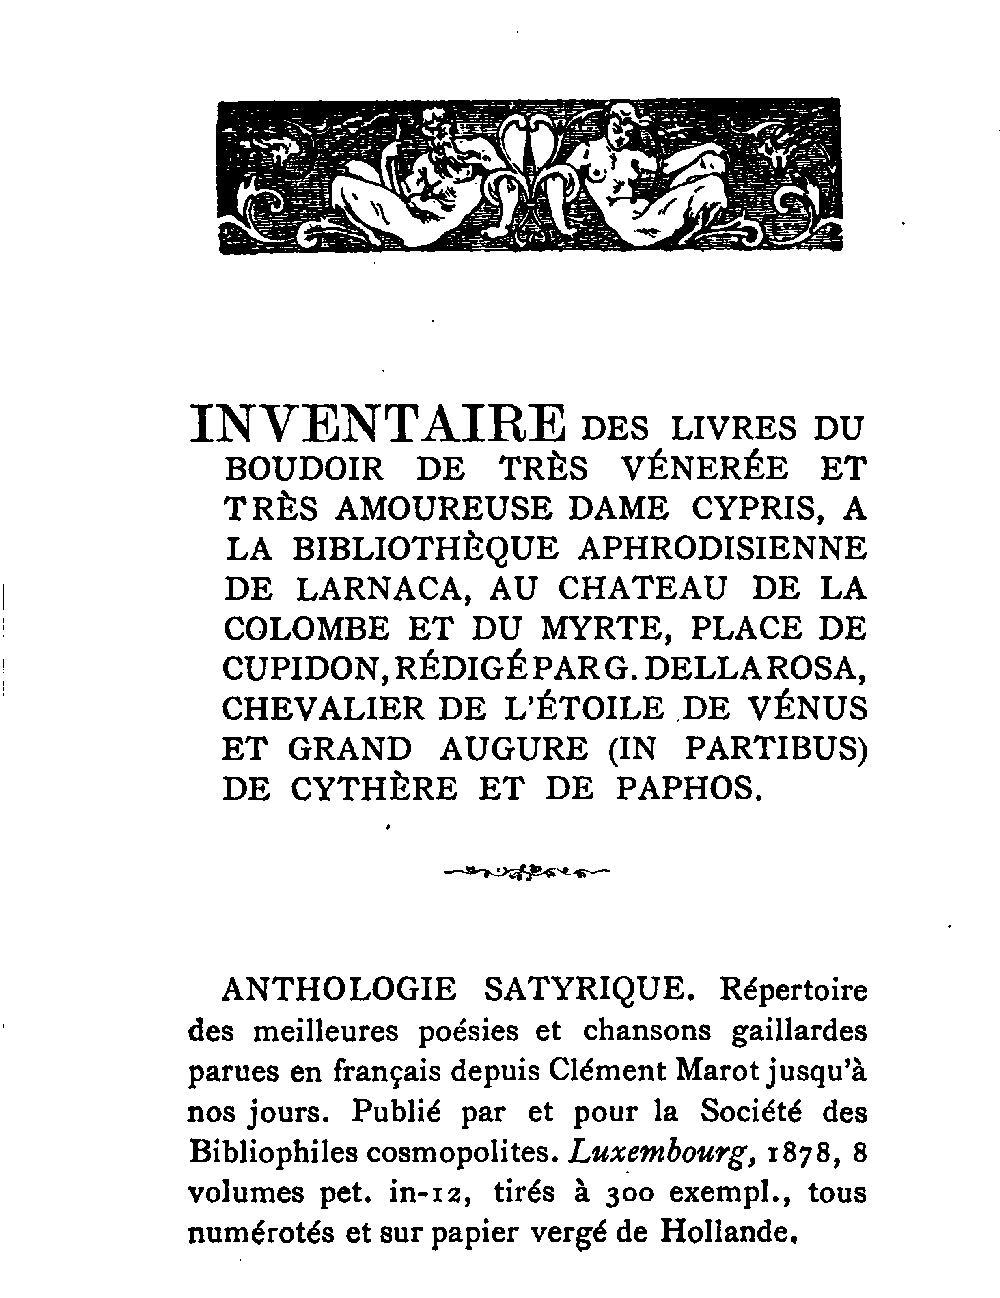 INVENTAIRE DES LIVRES DU
BOUDOIR DE TRÈS VÉNERÉE ET
TRÈS AMOUREUSE DAME CYPRIS, A
LA BIBLIOTHÈQUE APHRODISIENNE
DE LARNACA, AU CHATEAU DE LA
COLOMBE ET DU MYRTE, PLACE DE
CUPIDON, RÉDIGÉ PAR G. DELLA ROSA,
CHEVALIER DE L'ÉTOILE DE VÉNUS
ET GRAND AUGURE (IN PARTIBUS)
DE CYTHÈRE ET DE PAPHOS.
ANTHOLOGIE SATYRIQUE. Répertoire
des meilleures poésies et chansons gaillardes
parues en français depuis Clément Marot jusqu'à
nos jours. Publié par et pour la Société des
Bibliophiles cosmopolites. Luxembourg, 1878, 8
volumes pet. in-12, tirés à 300 exempl., tous
numérotés et sur papier vergé de Hollande.